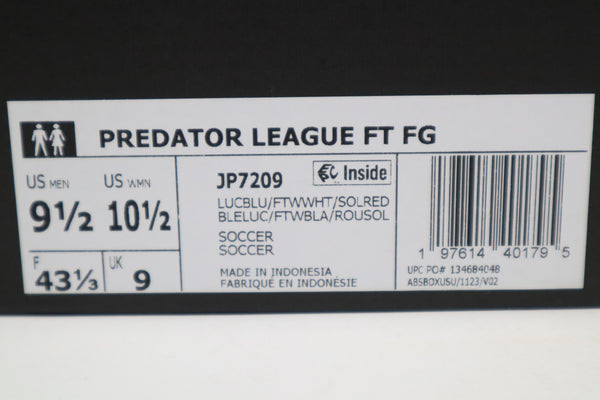 PREDATOR LEAGUE FT FG
US MEN
9½
US WMN
10½
F
43⅓
UK
9
JP7209
Inside
LUCBLU/FTWWHT/SOLRED
BLELUC/FTWBLA/ROUSOL
SOCCER
SOCCER
MADE IN INDONESIA
FABRIQUÉ EN INDONÉSIE
1 97614 40179 5
UPC PO# 134684048
ABSBOXUSU/1123/V02